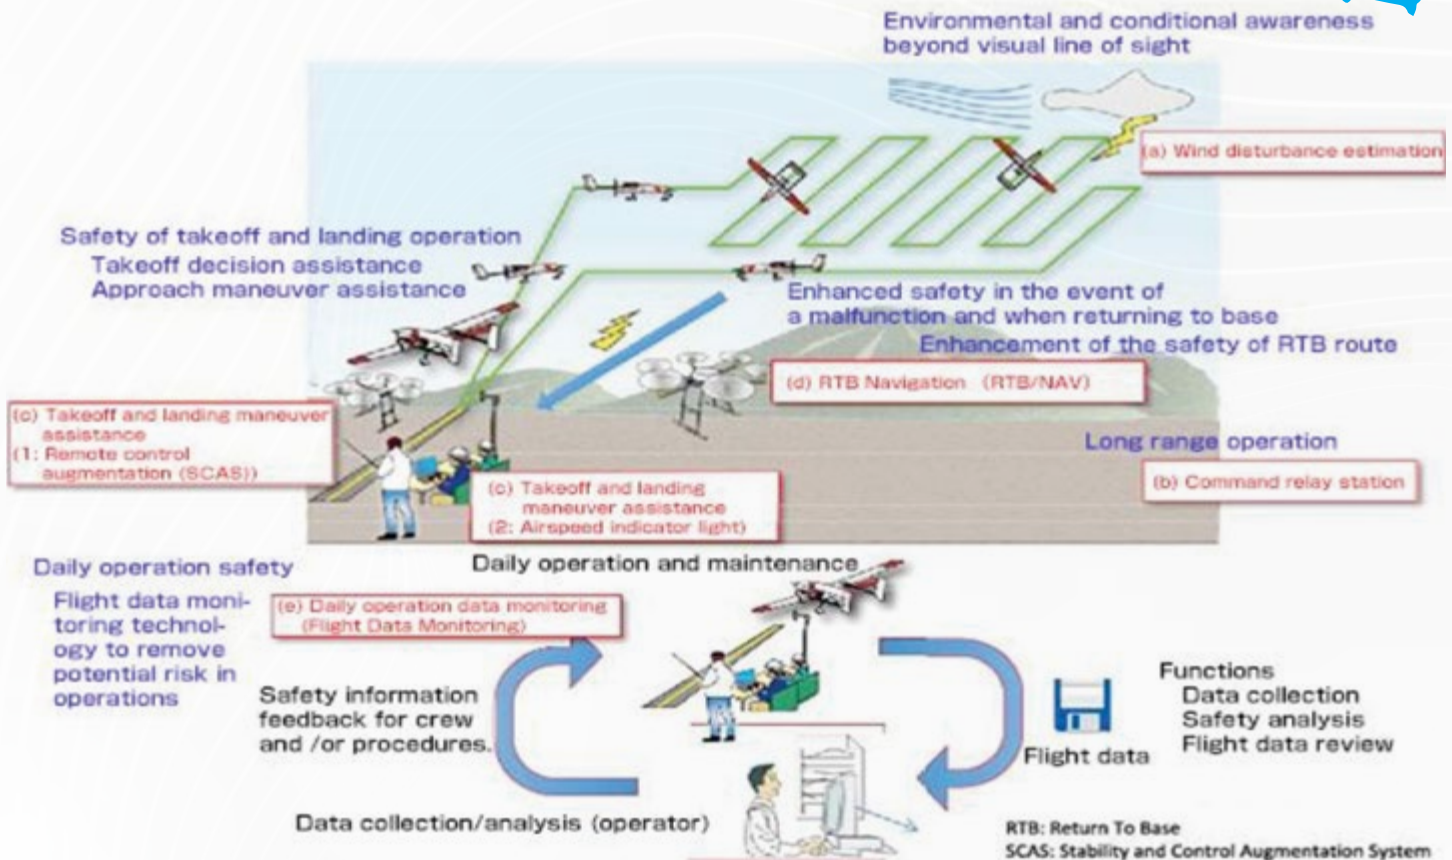 Environmental and conditional awareness
beyond visual line of sight
(a) Wind disturbance estimation
Safety of takeoff and landing operation
Takeoff decision assistance
Approach maneuver assistance
Enhanced safety in the event of
a malfunction and when returning to base
Enhancement of the safety of RTB route
(d) RTB Navigation (RTB/NAV)
(c) Takeoff and landing maneuver
assistance
(1: Remote control
augmentation (SCAS))
Long range operation
(b) Command relay station
(c) Takeoff and landing
maneuver assistance
(2: Airspeed indicator light)
Daily operation and maintenance
Daily operation safety
Flight data moni-
toring technol-
ogy to remove
potential risk in
operations
(e) Daily operation data monitoring
(Flight Data Monitoring)
Safety information
feedback for crew
and /or procedures.
Flight data
Functions
Data collection
Safety analysis
Flight data review
Data collection/analysis (operator)
RTB: Return To Base
SCAS: Stability and Control Augmentation System